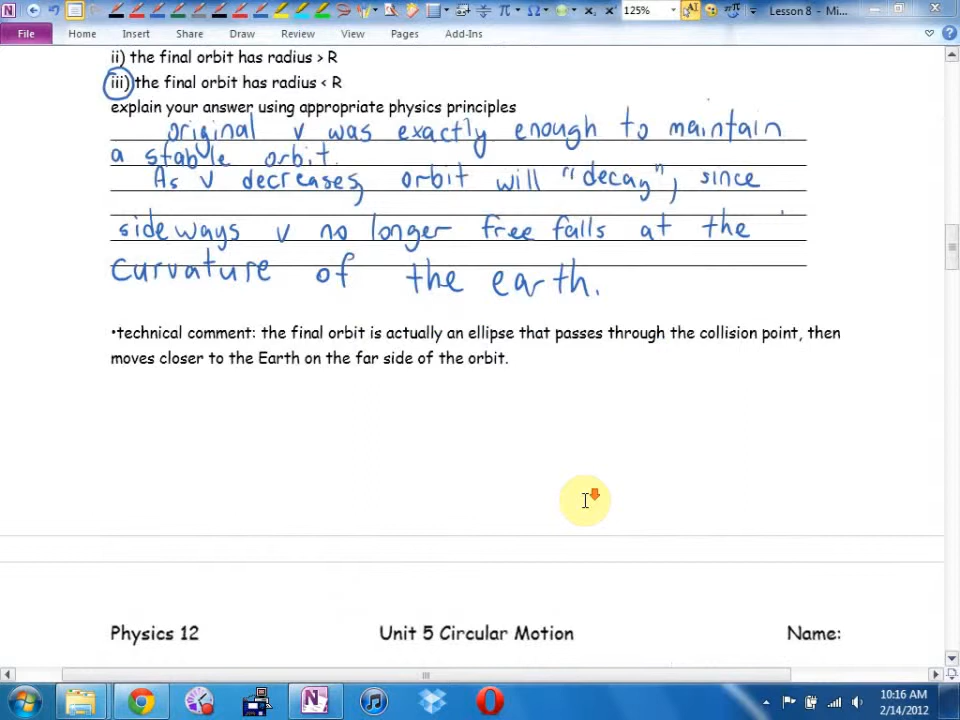 125%
Lesson 8 - Mi...
File Home Insert Share Draw Review View Pages Add-Ins
ii) the final orbit has radius > R
iii) the final orbit has radius < R
explain your answer using appropriate physics principles
original v was exactly enough to maintain
a stable orbit.
As v decreases, orbit will "decay", since
sideways v no longer free falls at the
curvature of the earth.
•technical comment: the final orbit is actually an ellipse that passes through the collision point, then
moves closer to the Earth on the far side of the orbit.
Physics 12 Unit 5 Circular Motion Name:
10:16 AM
2/14/2012